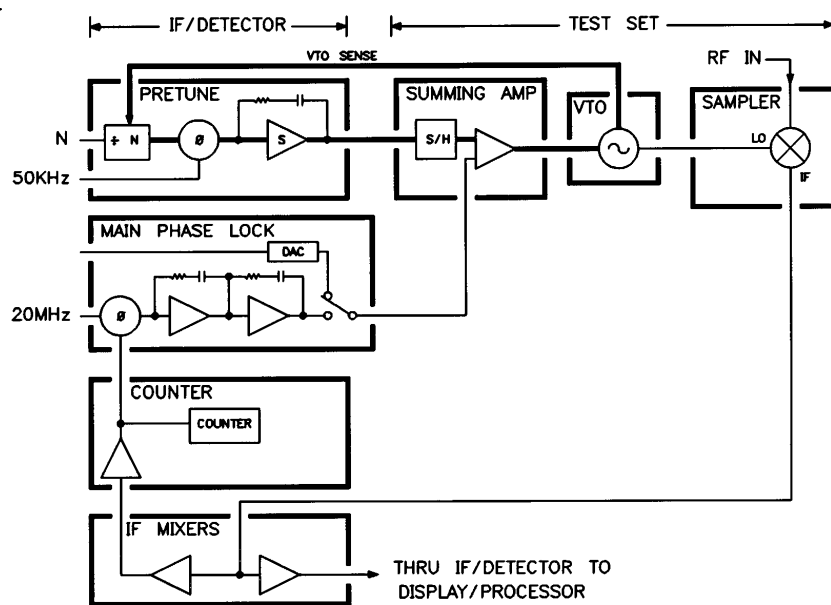 IF/DETECTOR
TEST SET
VTO SENSE
RF IN
PRETUNE
SUMMING AMP
VTO
SAMPLER
N
÷ N
ø
S
S/H
LO
IF
50KHz
MAIN PHASE LOCK
DAC
20MHz
ø
COUNTER
COUNTER
IF MIXERS
THRU IF/DETECTOR TO
DISPLAY/PROCESSOR